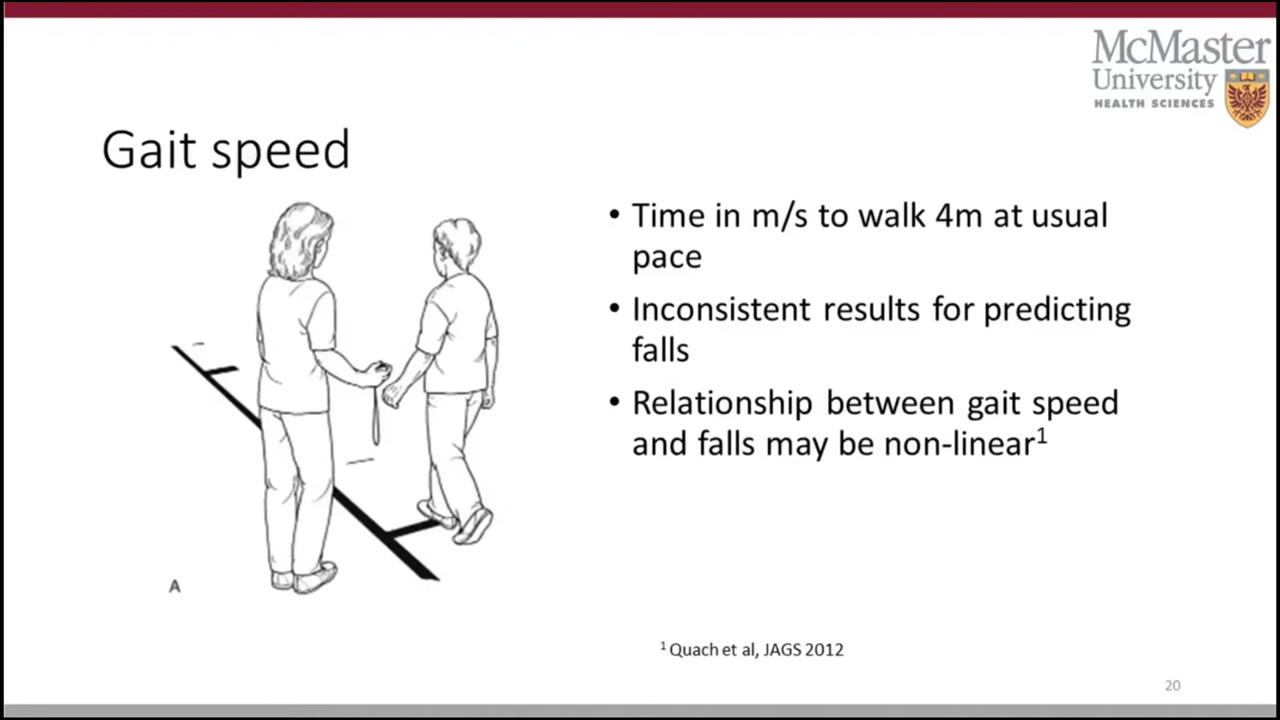 McMaster
University
HEALTH SCIENCES
Gait speed
• Time in m/s to walk 4m at usual
pace
• Inconsistent results for predicting
falls
• Relationship between gait speed
and falls may be non-linear¹
A
¹ Quach et al, JAGS 2012
20